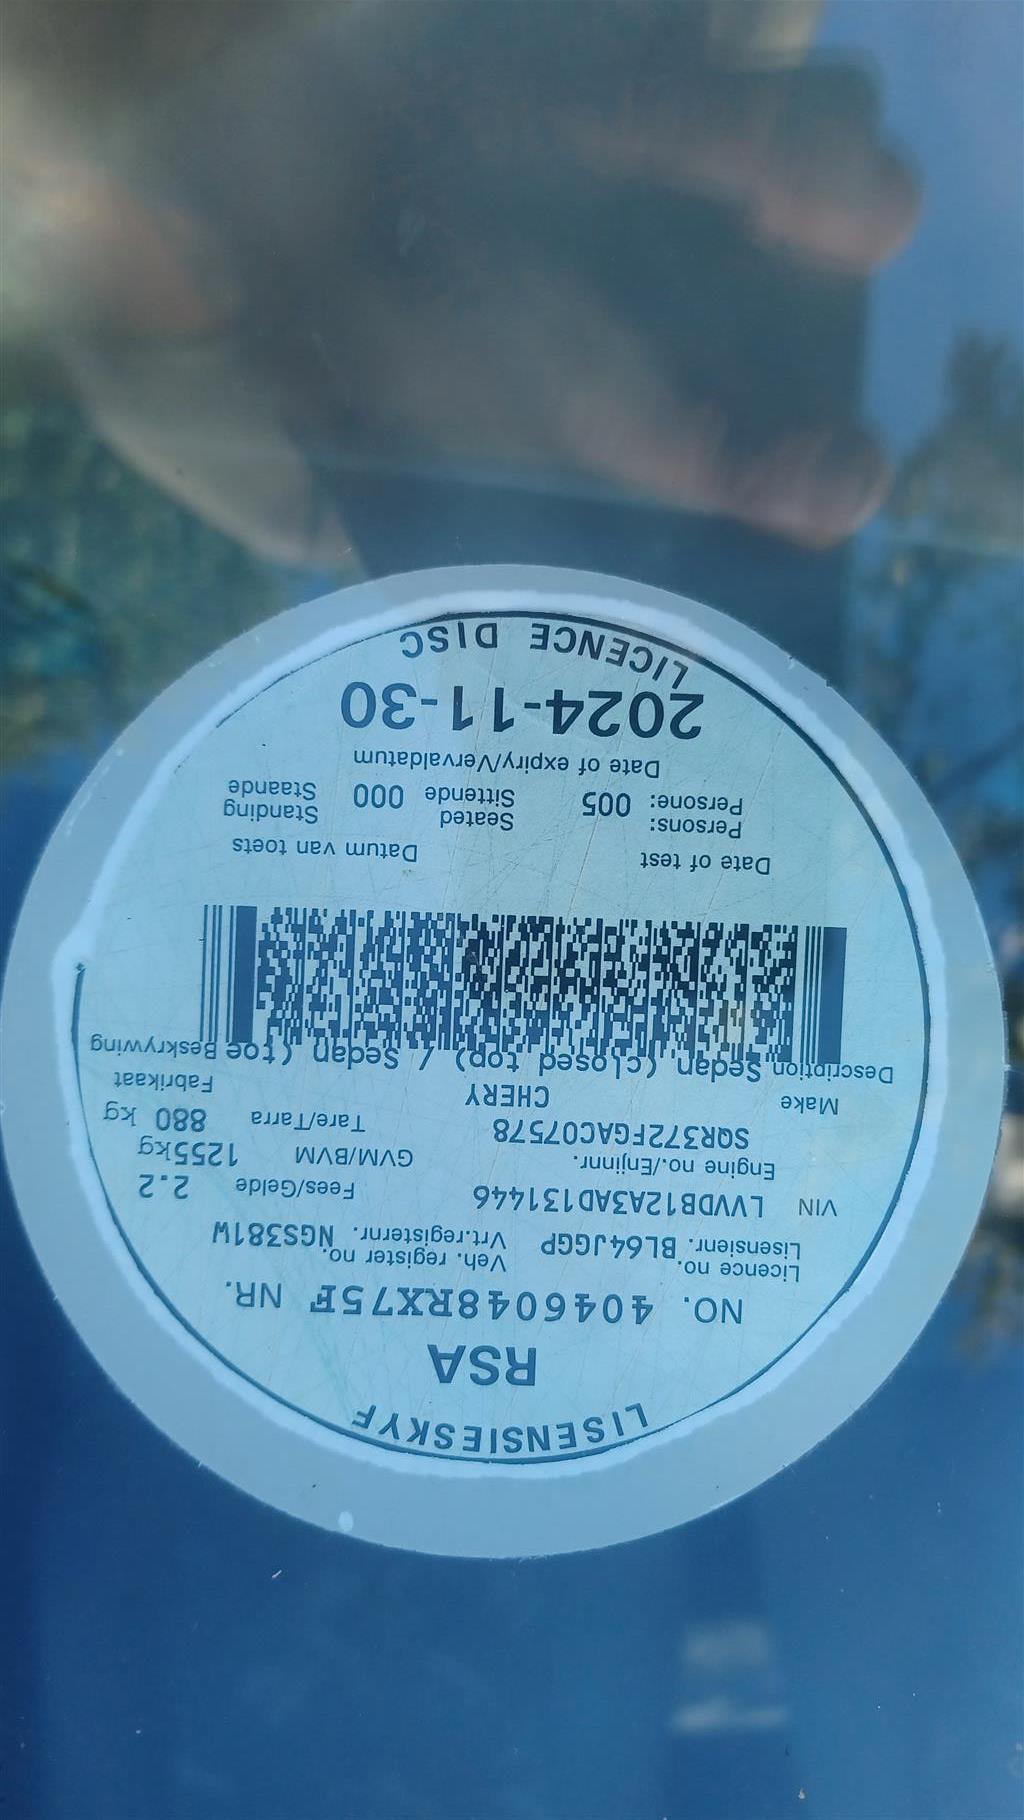 LISENSIESKYF
RSA
NO. 4046048RX75F NR.
Licence no. Veh. register no.
Lisensienr. BL64JGGP Vrt.registernr. NGS381W
VIN LVVDB12A3AD131446 Fees/Gelde 2.2
Engine no./Enjinnr. GVM/BVM 1255kg
SQR372FGAC07578 Tare/Tarra 880 kg
Make CHERY Fabrikaat
Description Sedan (closed top) / Sedan (toe Beskrywing
Date of test Datum van toets
Persons: Seated Standing
Persone: 005 Sittende 000 Staande
Date of expiry/Vervaldatum
2024-11-30
LICENCE DISC